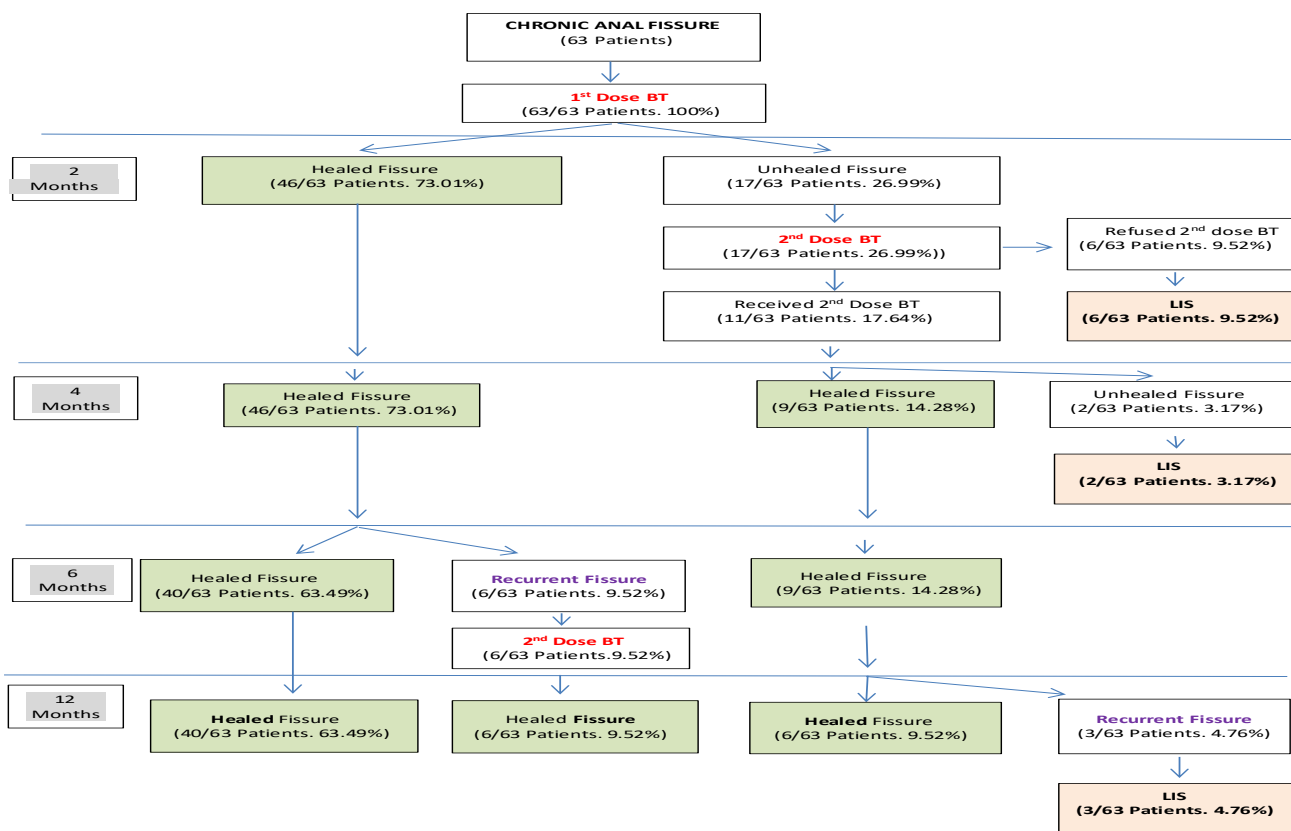 CHRONIC ANAL FISSURE
(63 Patients)
1st Dose BT
(63/63 Patients. 100%)
2
Months
Healed Fissure
(46/63 Patients. 73.01%)
Unhealed Fissure
(17/63 Patients. 26.99%)
2nd Dose BT
(17/63 Patients. 26.99%))
Refused 2nd dose BT
(6/63 Patients. 9.52%)
Received 2nd Dose BT
(11/63 Patients. 17.64%)
LIS
(6/63 Patients. 9.52%)
4
Months
Healed Fissure
(46/63 Patients. 73.01%)
Healed Fissure
(9/63 Patients. 14.28%)
Unhealed Fissure
(2/63 Patients. 3.17%)
LIS
(2/63 Patients. 3.17%)
6
Months
Healed Fissure
(40/63 Patients. 63.49%)
Recurrent Fissure
(6/63 Patients. 9.52%)
Healed Fissure
(9/63 Patients. 14.28%)
2nd Dose BT
(6/63 Patients.9.52%)
12
Months
Healed Fissure
(40/63 Patients. 63.49%)
Healed Fissure
(6/63 Patients. 9.52%)
Healed Fissure
(6/63 Patients. 9.52%)
Recurrent Fissure
(3/63 Patients. 4.76%)
LIS
(3/63 Patients. 4.76%)